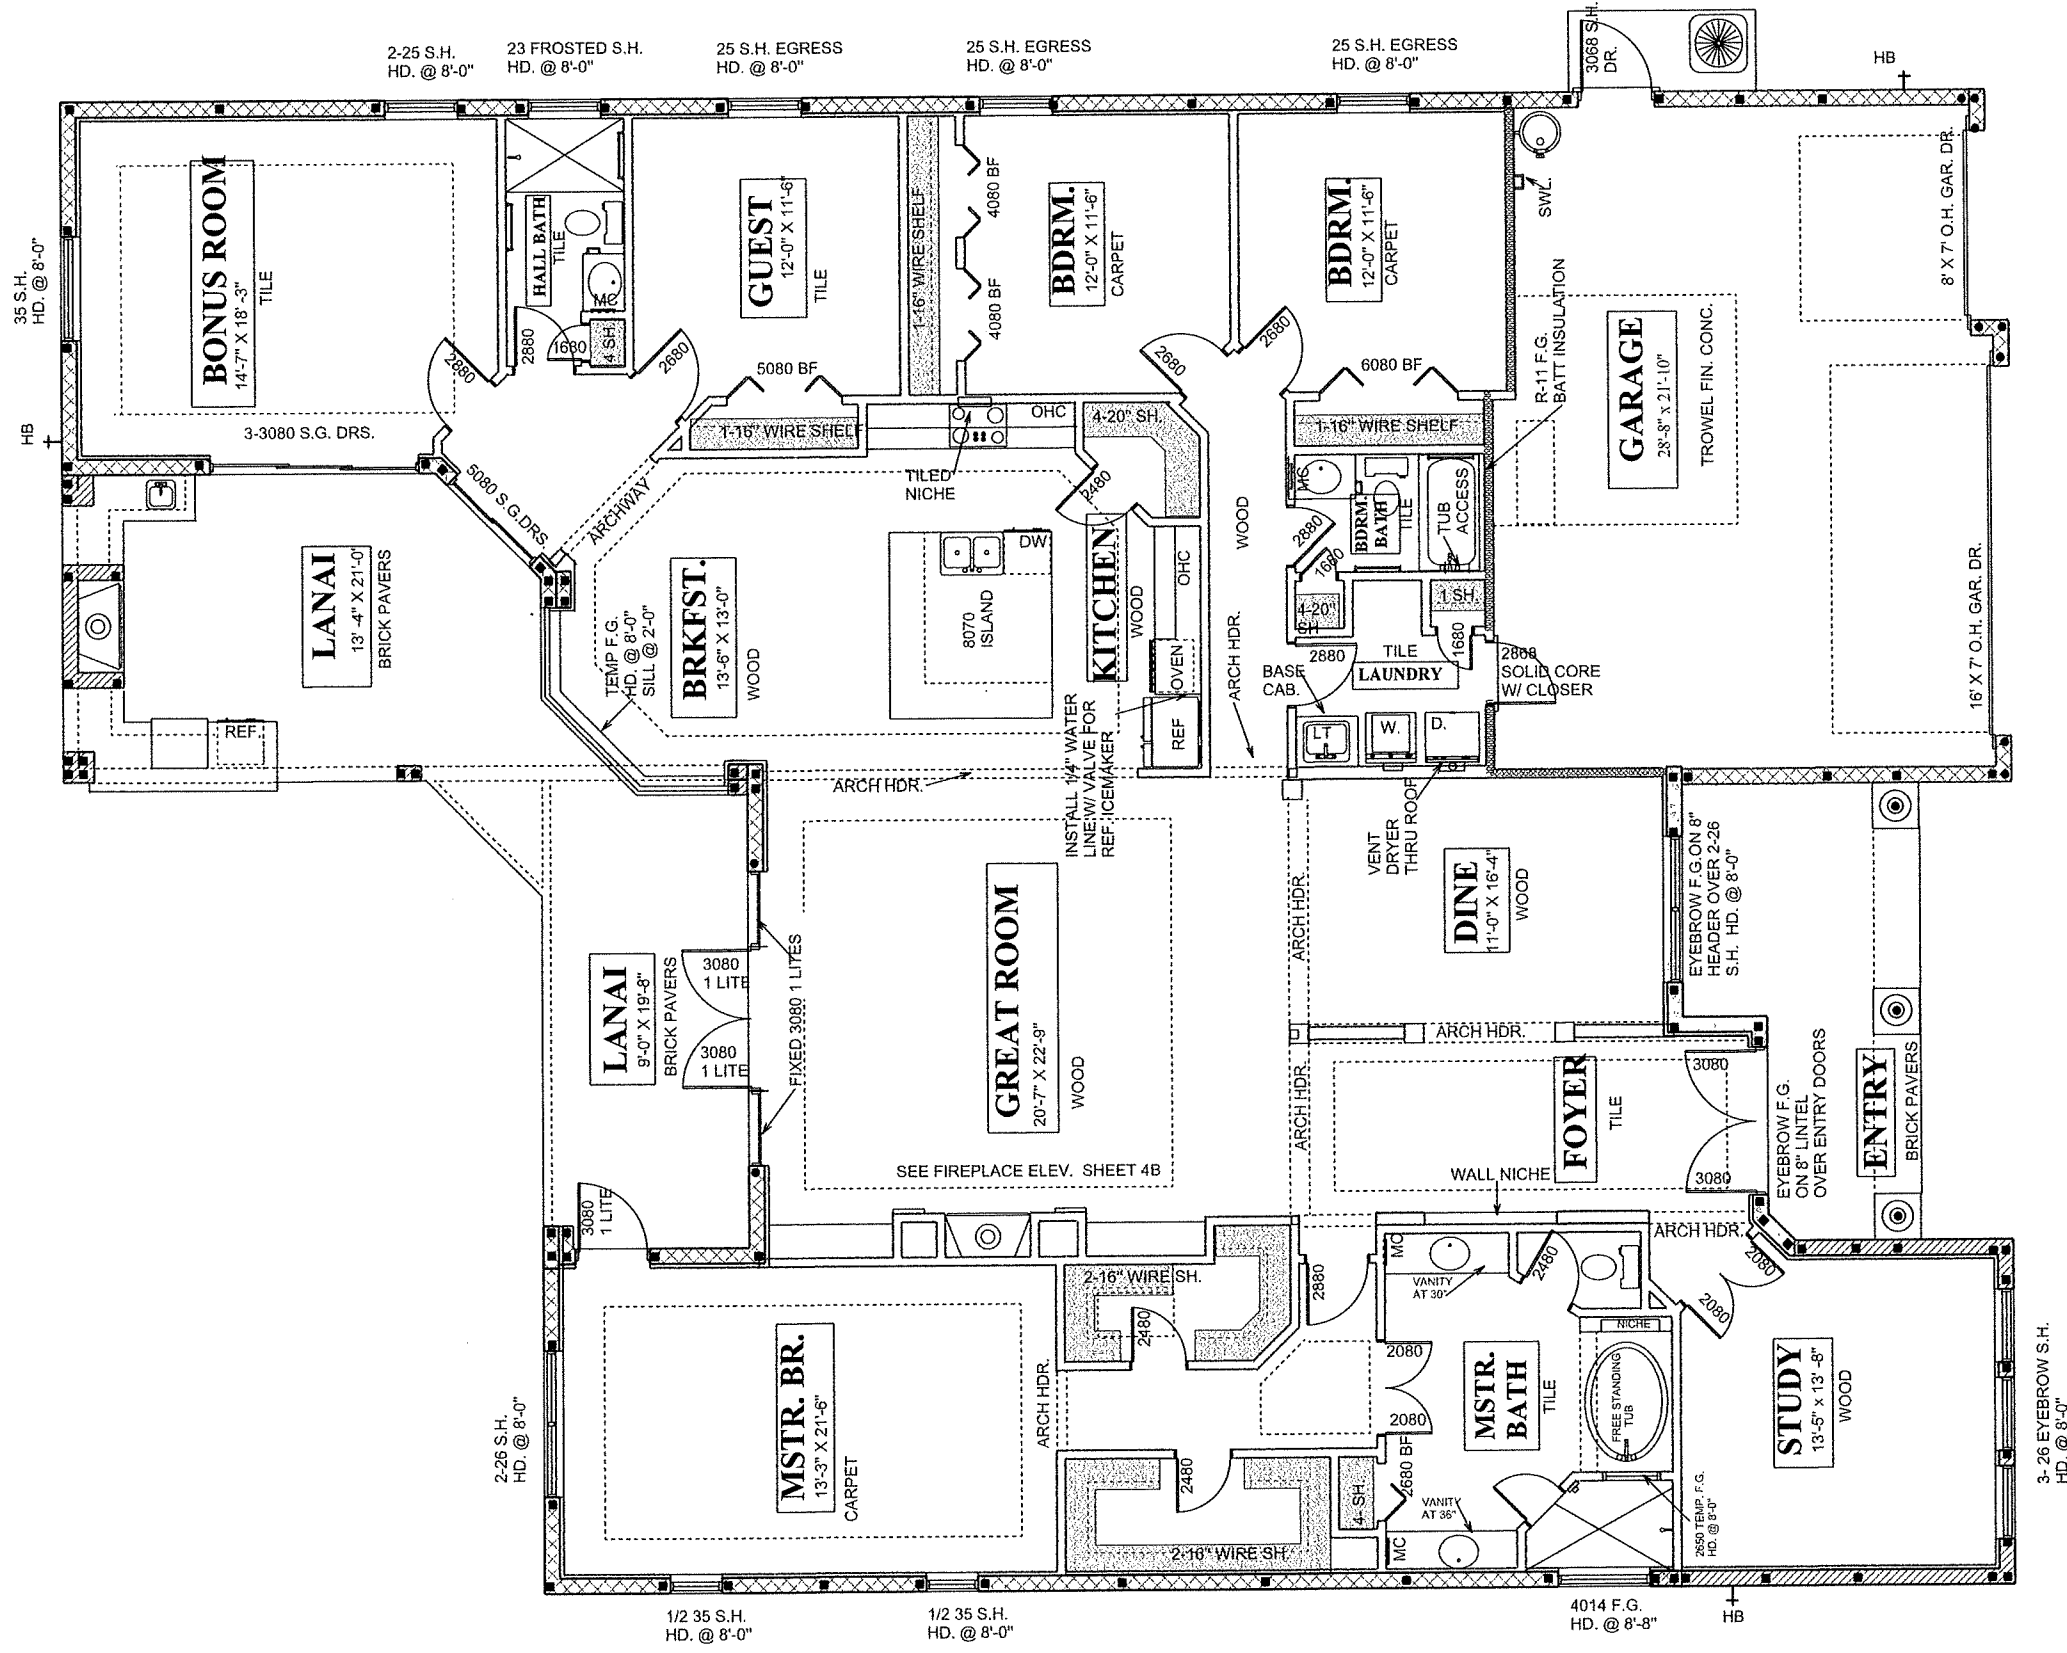 2-25 S.H.
HD. @ 8'-0"
23 FROSTED S.H.
HD. @ 8'-0"
25 S.H. EGRESS
HD. @ 8'-0"
25 S.H. EGRESS
HD. @ 8'-0"
25 S.H. EGRESS
HD. @ 8'-0"
3068 S.H.
DR.
HB
35 S.H.
HD. @ 8'-0"
HB
BONUS ROOM
14'-7" X 18'-3"
TILE
2880
3-3080 S.G. DRS.
HALL BATH
TILE
MC
2880
1680
4 SH.
GUEST
12'-0" X 11'-6"
TILE
2680
5080 BF
1-16" WIRE SHELF
1-16" WIRE SHELF
4080 BF
4080 BF
BDRM.
12'-0" X 11'-6"
CARPET
2680
BDRM.
12'-0" X 11'-6"
CARPET
2680
6080 BF
1-16" WIRE SHELF
SWL.
R-11 F.G.
BATT INSULATION
GARAGE
28'-8" x 21'-10"
TROWEL FIN. CONC.
8' X 7' O.H. GAR. DR.
16' X 7' O.H. GAR. DR.
5080 S.G.DRS.
ARCHWAY
LANAI
13'-4" X 21'-0"
BRICK PAVERS
REF.
TEMP F.G.
HD. @ 8'-0"
SILL @ 2'-0"
BRKFST.
13'-6" X 13'-0"
WOOD
TILED
NICHE
OHC
4-20" SH.
2480
DW
8070
ISLAND
KITCHEN
WOOD
OHC
OVEN
REF
INSTALL 1/4" WATER
LINE W/ VALVE FOR
REF. ICEMAKER
WOOD
ARCH HDR.
MC
2880
BDRM.
BATH
TILE
TUB
ACCESS
1680
4-20"
SH
1 SH.
1680
2880
TILE
LAUNDRY
BASE
CAB.
LT
W.
D.
2868
SOLID CORE
W/ CLOSER
VENT
DRYER
THRU ROOF
ARCH HDR.
ARCH HDR.
DINE
11'-0" X 16'-4"
WOOD
EYEBROW F.G.ON 8"
HEADER OVER 2-26
S.H. HD. @ 8'-0"
LANAI
9'-0" X 19'-8"
BRICK PAVERS
3080
1 LITE
3080
1 LITE
FIXED 3080 1 LITES
3080
1 LITE
GREAT ROOM
20'-7" X 22'-9"
WOOD
SEE FIREPLACE ELEV. SHEET 4B
ARCH HDR.
ARCH HDR.
FOYER
TILE
3080
3080
WALL NICHE
EYEBROW F.G.
ON 8" LINTEL
OVER ENTRY DOORS
ENTRY
BRICK PAVERS
ARCH HDR.
2-26 S.H.
HD. @ 8'-0"
MSTR. BR.
13'-3" X 21'-6"
CARPET
ARCH HDR.
2-16" WIRE SH.
2480
2880
2480
2-16" WIRE SH.
4- SH.
2680 BF
MC
VANITY
AT 30"
2480
2080
2080
MSTR.
BATH
TILE
NICHE
FREE STANDING
TUB
VANITY
AT 36"
MC
2650 TEMP. F.G.
HD. @ 8'-0"
2080
2080
STUDY
13'-5" x 13'-8"
WOOD
3- 26 EYEBROW S.H.
HD. @ 8'-0"
1/2 35 S.H.
HD. @ 8'-0"
1/2 35 S.H.
HD. @ 8'-0"
4014 F.G.
HD. @ 8'-8"
HB